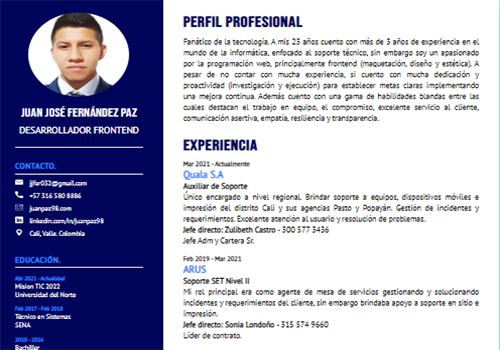 JUAN JOSÉ FERNÁNDEZ PAZ
DESARROLLADOR FRONTEND
CONTACTO.
jjfar032@gmail.com
+57 316 580 8886
juanpaz98.com
linkedin.com/in/juanpaz98
Cali, Valle. Colombia
EDUCACIÓN.
Abr 2021 - Actualidad
Mision TIC 2022
Universidad del Norte
Feb 2017 - Feb 2018
Técnico en Sistemas
SENA
2010 - 2016
Bachiller
PERFIL PROFESIONAL
Fanático de la tecnología. A mis 23 años cuento con más de 3 años de experiencia en el
mundo de la informática, enfocado al soporte técnico, sin embargo soy un apasionado
por la programación web, principalmente frontend (maquetación, diseño y estética). A
pesar de no contar con mucha experiencia, si cuento con mucha dedicación y
proactividad (investigación y ejecución) para establecer metas claras implementando
una mejora continua. Además cuento con una gama de habilidades blandas entre las
cuales destacan el trabajo en equipo, el compromiso, excelente servicio al cliente,
comunicación asertiva, empatía, resiliencia y transparencia.
EXPERIENCIA
Mar 2021 - Actualmente
Quala S.A
Auxiliar de Soporte
Único encargado a nivel regional. Brindar soporte a equipos, dispositivos móviles e
impresión del distrito Cali y sus agencias Pasto y Popayán. Gestión de incidentes y
requerimientos. Excelente atención al usuario y resolución de problemas.
Jefe directo: Zulibeth Castro - 300 577 3436
Jefe Adm y Cartera Sr.
Feb 2019 - Mar 2021
ARUS
Soporte SET Nivel II
Mi rol principal era como agente de mesa de servicios gestionando y solucionando
incidentes y requerimientos del cliente, sin embargo brindaba apoyo a soporte en sitio e
impresión.
Jefe directo: Sonia Londoño - 315 574 9660
Líder de contrato.